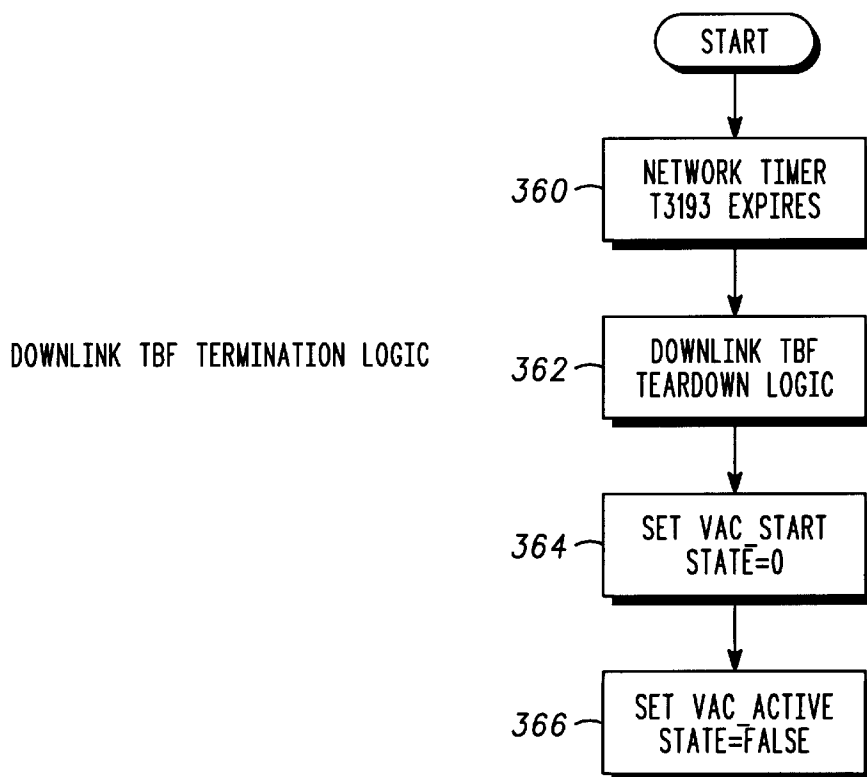 START
360
NETWORK TIMER
T3193 EXPIRES
DOWNLINK TBF TERMINATION LOGIC
362
DOWNLINK TBF
TEARDOWN LOGIC
364
SET VAC_START
STATE=0
366
SET VAC_ACTIVE
STATE=FALSE